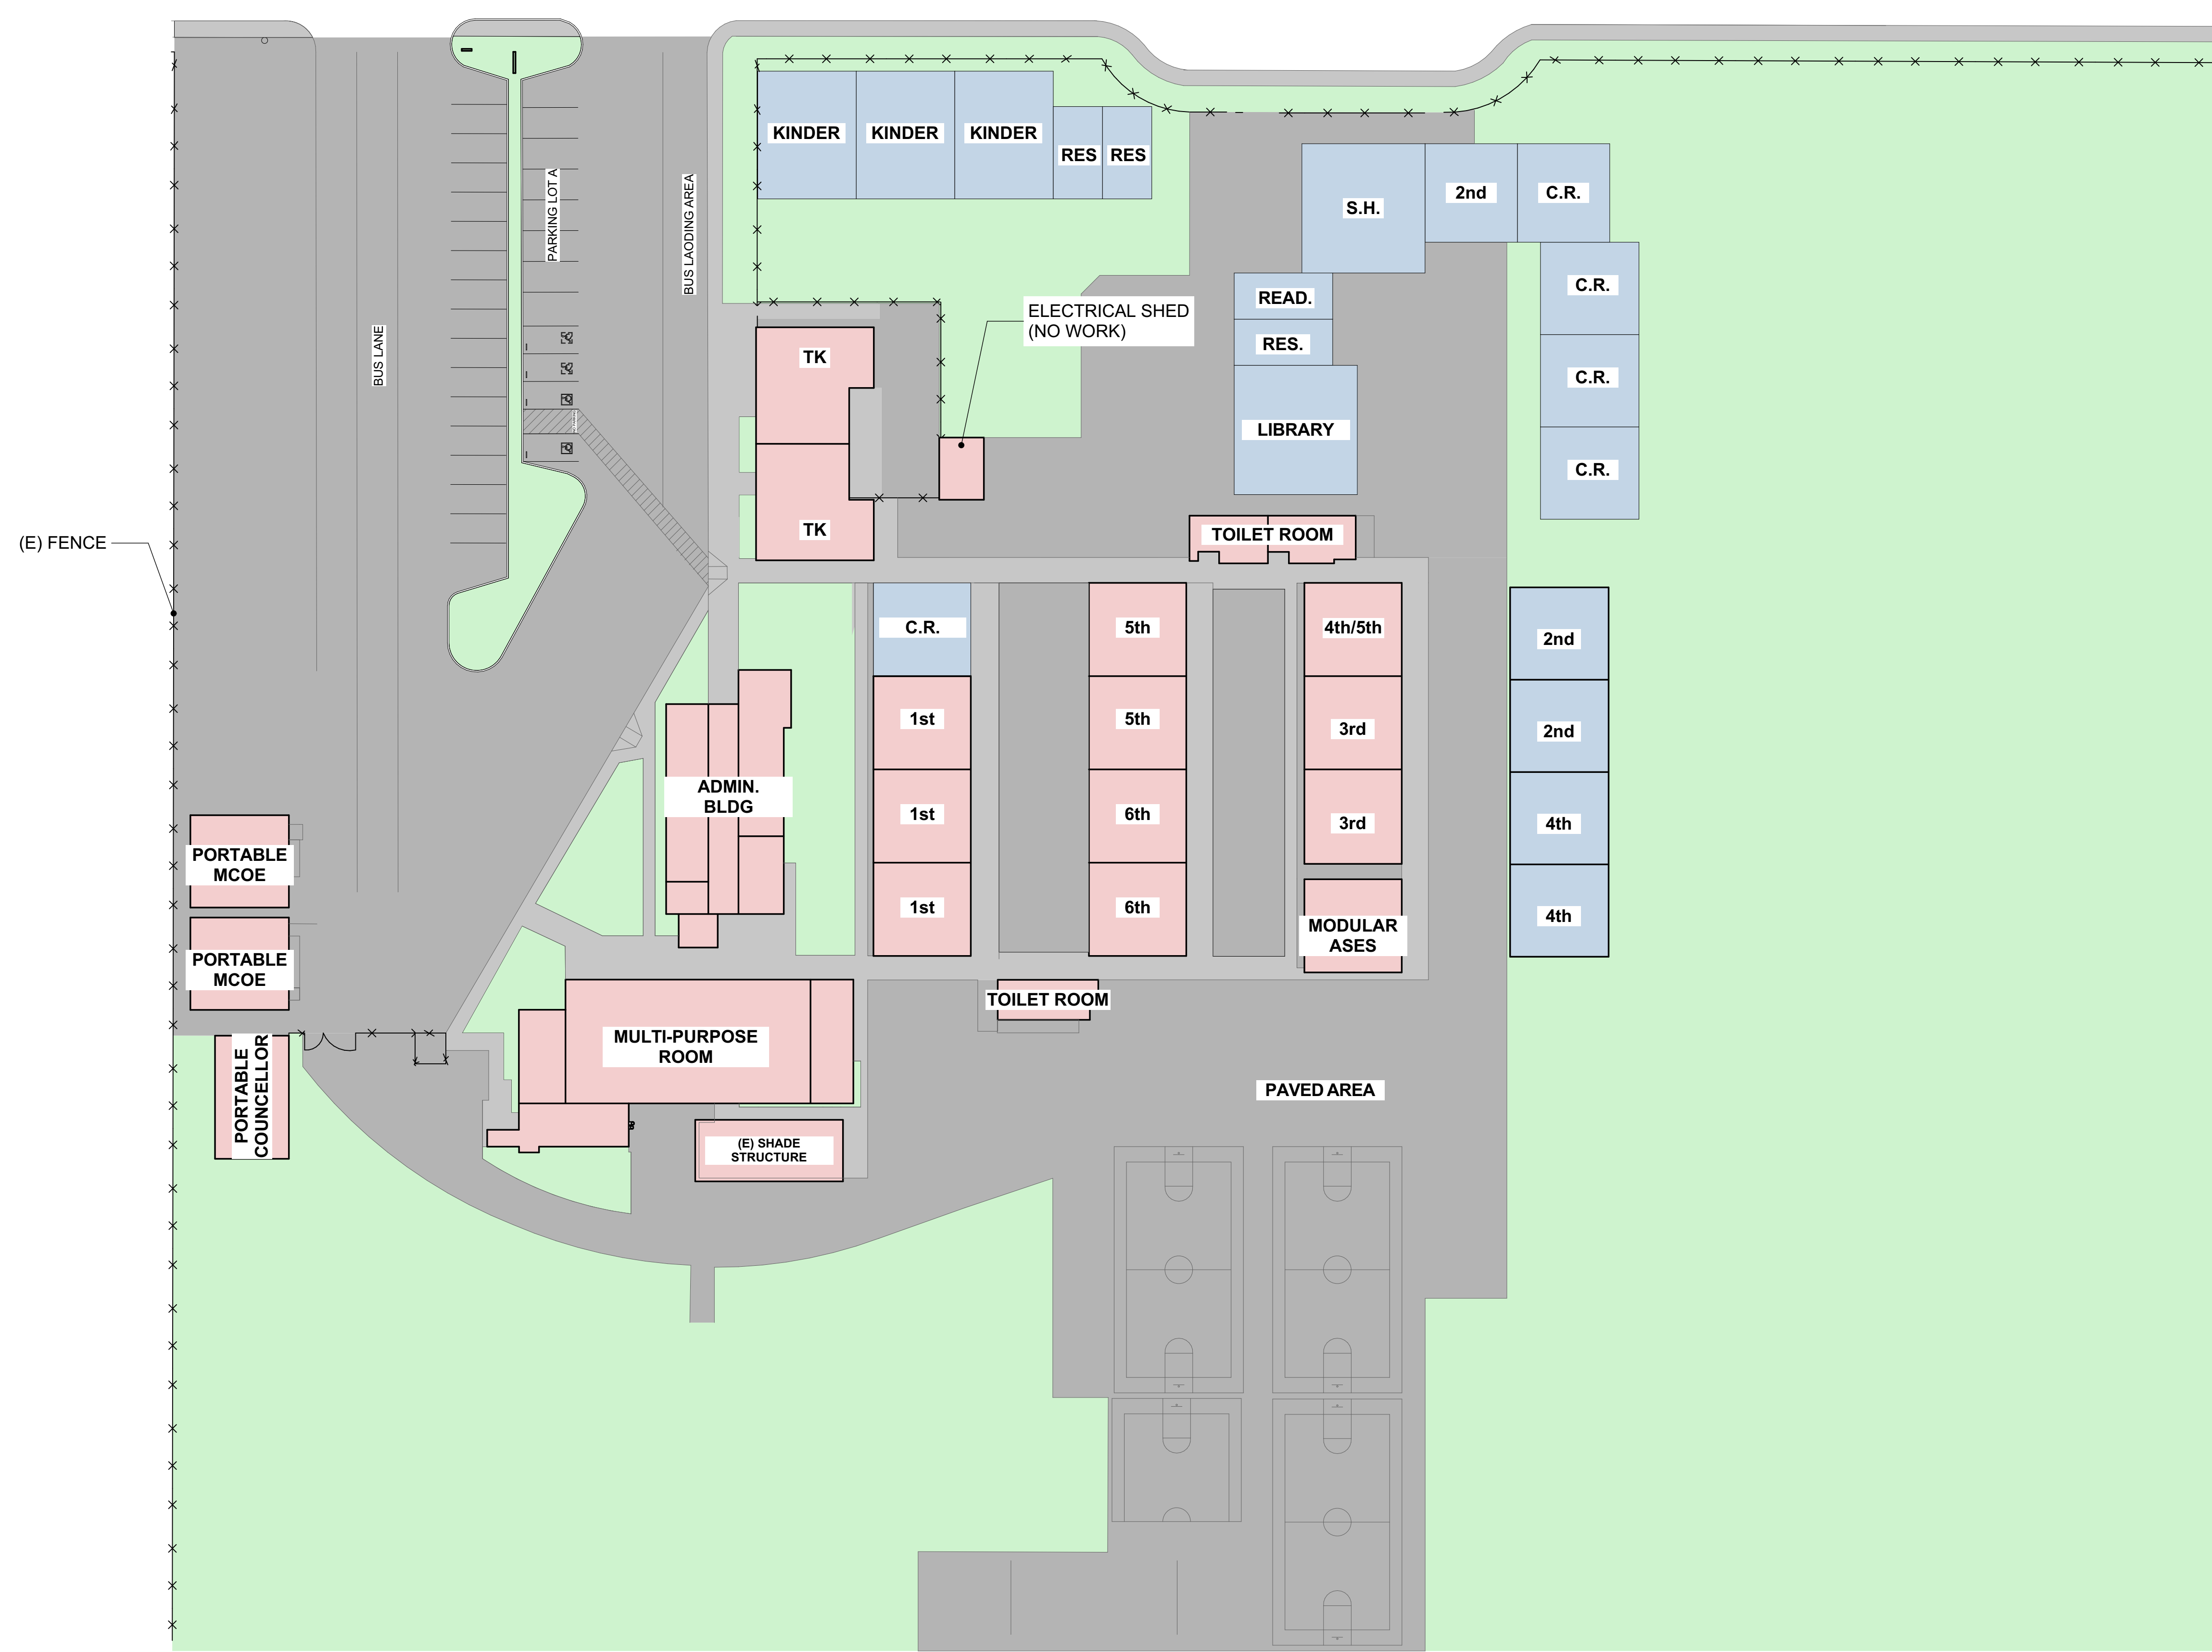 KINDER
KINDER
KINDER
RES
RES
PARKING LOT A
BUS LAODING AREA
BUS LANE
S.H.
2nd
C.R.
C.R.
C.R.
C.R.
READ.
RES.
LIBRARY
ELECTRICAL SHED
(NO WORK)
TK
TK
TOILET ROOM
(E) FENCE
C.R.
1st
1st
1st
5th
5th
6th
6th
4th/5th
3rd
3rd
MODULAR
ASES
2nd
2nd
4th
4th
ADMIN.
BLDG
PORTABLE
MCOE
PORTABLE
MCOE
PORTABLE
COUNCELLOR
TOILET ROOM
MULTI-PURPOSE
ROOM
(E) SHADE
STRUCTURE
PAVED AREA